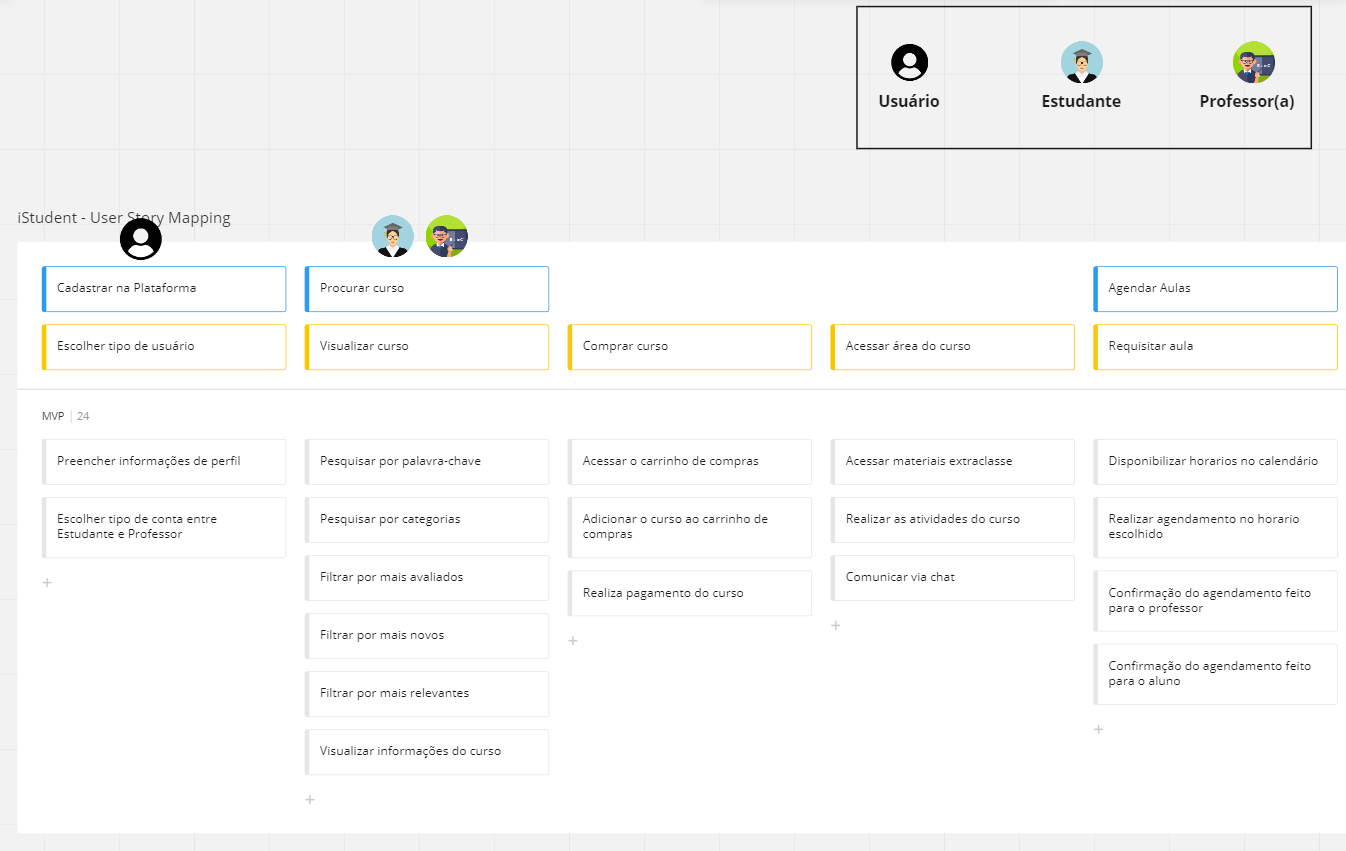 Usuário
Estudante
Professor(a)
iStudent - User Story Mapping
Cadastrar na Plataforma
Procurar curso
Agendar Aulas
Escolher tipo de usuário
Visualizar curso
Comprar curso
Acessar área do curso
Requisitar aula
MVP | 24
Preencher informações de perfil
Escolher tipo de conta entre
Estudante e Professor
Pesquisar por palavra-chave
Pesquisar por categorias
Filtrar por mais avaliados
Filtrar por mais novos
Filtrar por mais relevantes
Visualizar informações do curso
Acessar o carrinho de compras
Adicionar o curso ao carrinho de
compras
Realiza pagamento do curso
Acessar materiais extraclasse
Realizar as atividades do curso
Comunicar via chat
Disponibilizar horarios no calendário
Realizar agendamento no horario
escolhido
Confirmação do agendamento feito
para o professor
Confirmação do agendamento feito
para o aluno